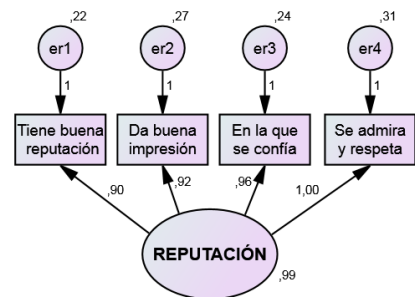 ,22
,27
,24
,31
er1
er2
er3
er4
1
1
1
1
Tiene buena
reputación
Da buena
impresión
En la que
se confía
Se admira
y respeta
,90
,92
,96
1,00
REPUTACIÓN
,99